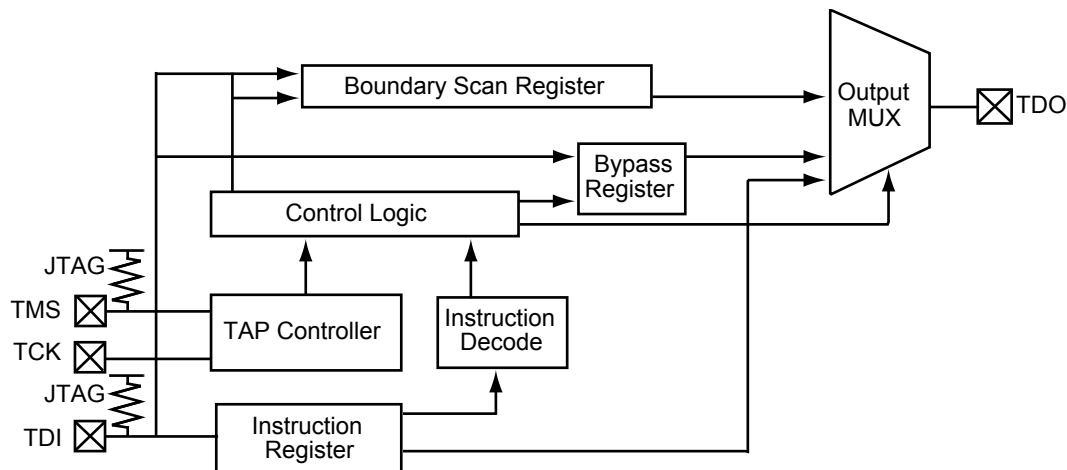 Boundary Scan Register
Output
MUX
TDO
Bypass
Register
Control Logic
JTAG
TMS
TAP Controller
Instruction
Decode
TCK
JTAG
TDI
Instruction
Register